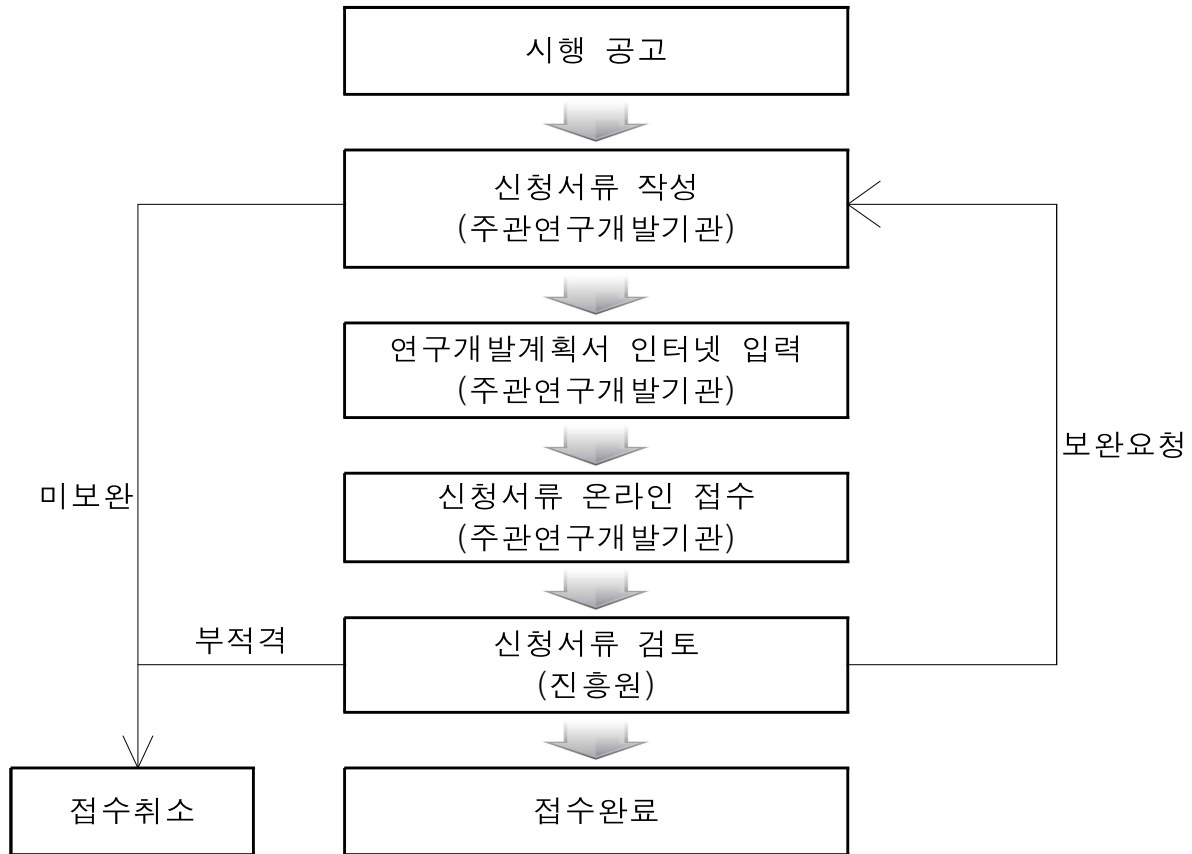 시행 공고
신청서류 작성
(주관연구개발기관)
연구개발계획서 인터넷 입력
(주관연구개발기관)
보완요청
미보완
신청서류 온라인 접수
(주관연구개발기관)
부적격
신청서류 검토
(진흥원)
접수취소
접수완료